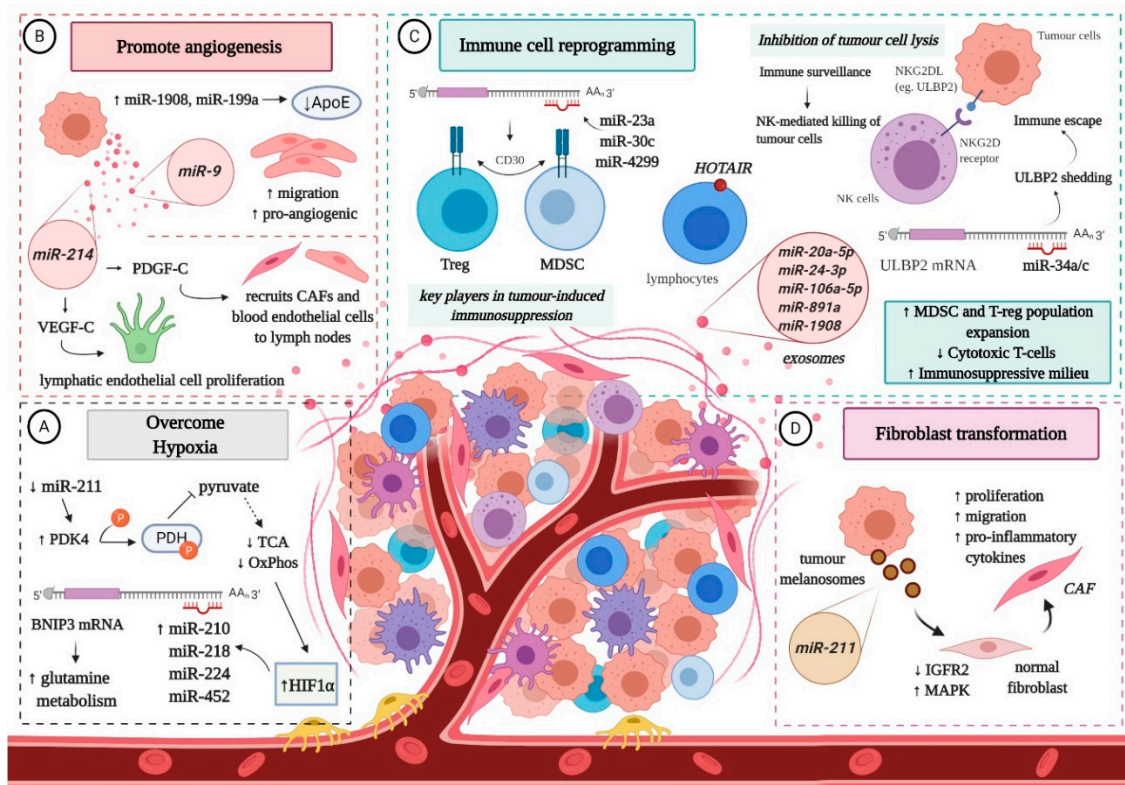 B
Promote angiogenesis
↑ miR-1908, miR-199a
↓ApoE
miR-9
↑ migration
↑ pro-angiogenic
miR-214
PDGF-C
VEGF-C
recruits CAFs and
blood endothelial cells
to lymph nodes
lymphatic endothelial cell proliferation
C
Immune cell reprogramming
5'
AAn 3'
miR-23a
miR-30c
miR-4299
CD30
Treg
MDSC
key players in tumour-induced
immunosuppression
Inhibition of tumour cell lysis
Immune surveillance
NK-mediated killing of
tumour cells
Tumour cells
NKG2DL
(eg. ULBP2)
NKG2D
receptor
NK cells
Immune escape
ULBP2 shedding
5'
AAn 3'
ULBP2 mRNA
miR-34a/c
HOTAIR
lymphocytes
miR-20a-5p
miR-24-3p
miR-106a-5p
miR-891a
miR-1908
exosomes
↑ MDSC and T-reg population
expansion
↓ Cytotoxic T-cells
↑ Immunosuppressive milieu
A
Overcome
Hypoxia
↓ miR-211
↑ PDK4
P
PDH
P
pyruvate
↓ TCA
↓ OxPhos
5'
AAn 3'
BNIP3 mRNA
↑ glutamine
metabolism
↑ miR-210
miR-218
miR-224
miR-452
↑HIF1α
D
Fibroblast transformation
tumour
melanosomes
miR-211
↑ proliferation
↑ migration
↑ pro-inflammatory
cytokines
CAF
↓ IGFR2
↑ MAPK
normal
fibroblast